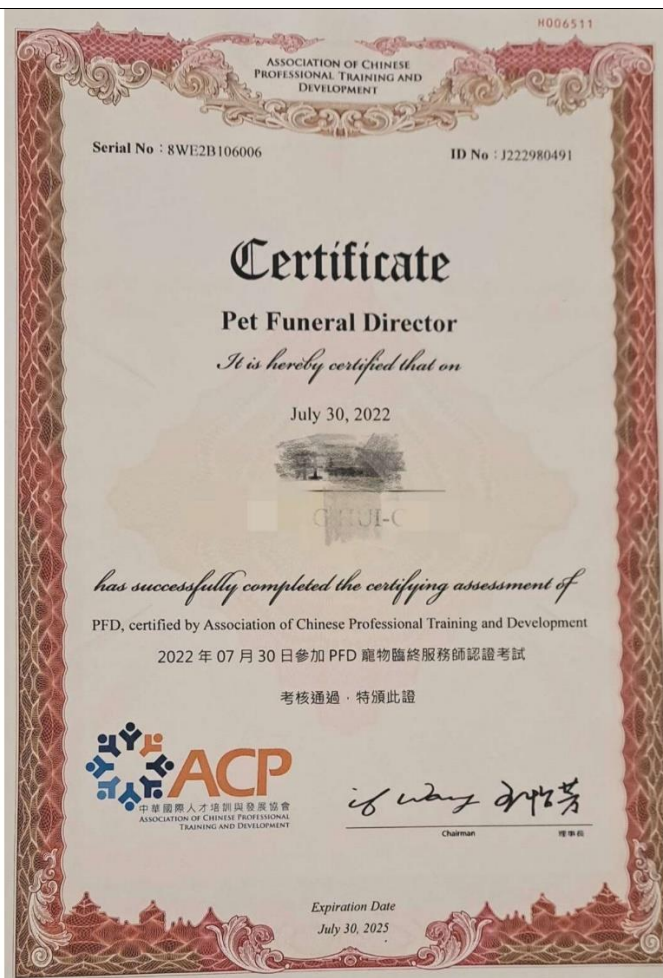 H006511
ASSOCIATION OF CHINESE
PROFESSIONAL TRAINING AND
DEVELOPMENT
Serial No：8WE2B106006
ID No：J222980491
Certificate
Pet Funeral Director
It is hereby certified that on
July 30, 2022
has successfully completed the certifying assessment of
PFD, certified by Association of Chinese Professional Training and Development
2022 年 07 月 30 日參加 PFD 寵物臨終服務師認證考試
考核通過，特頒此證
ACP
中華國際人才培訓與發展協會
ASSOCIATION OF CHINESE PROFESSIONAL
TRAINING AND DEVELOPMENT
Chairman
理事長
Expiration Date
July 30, 2025